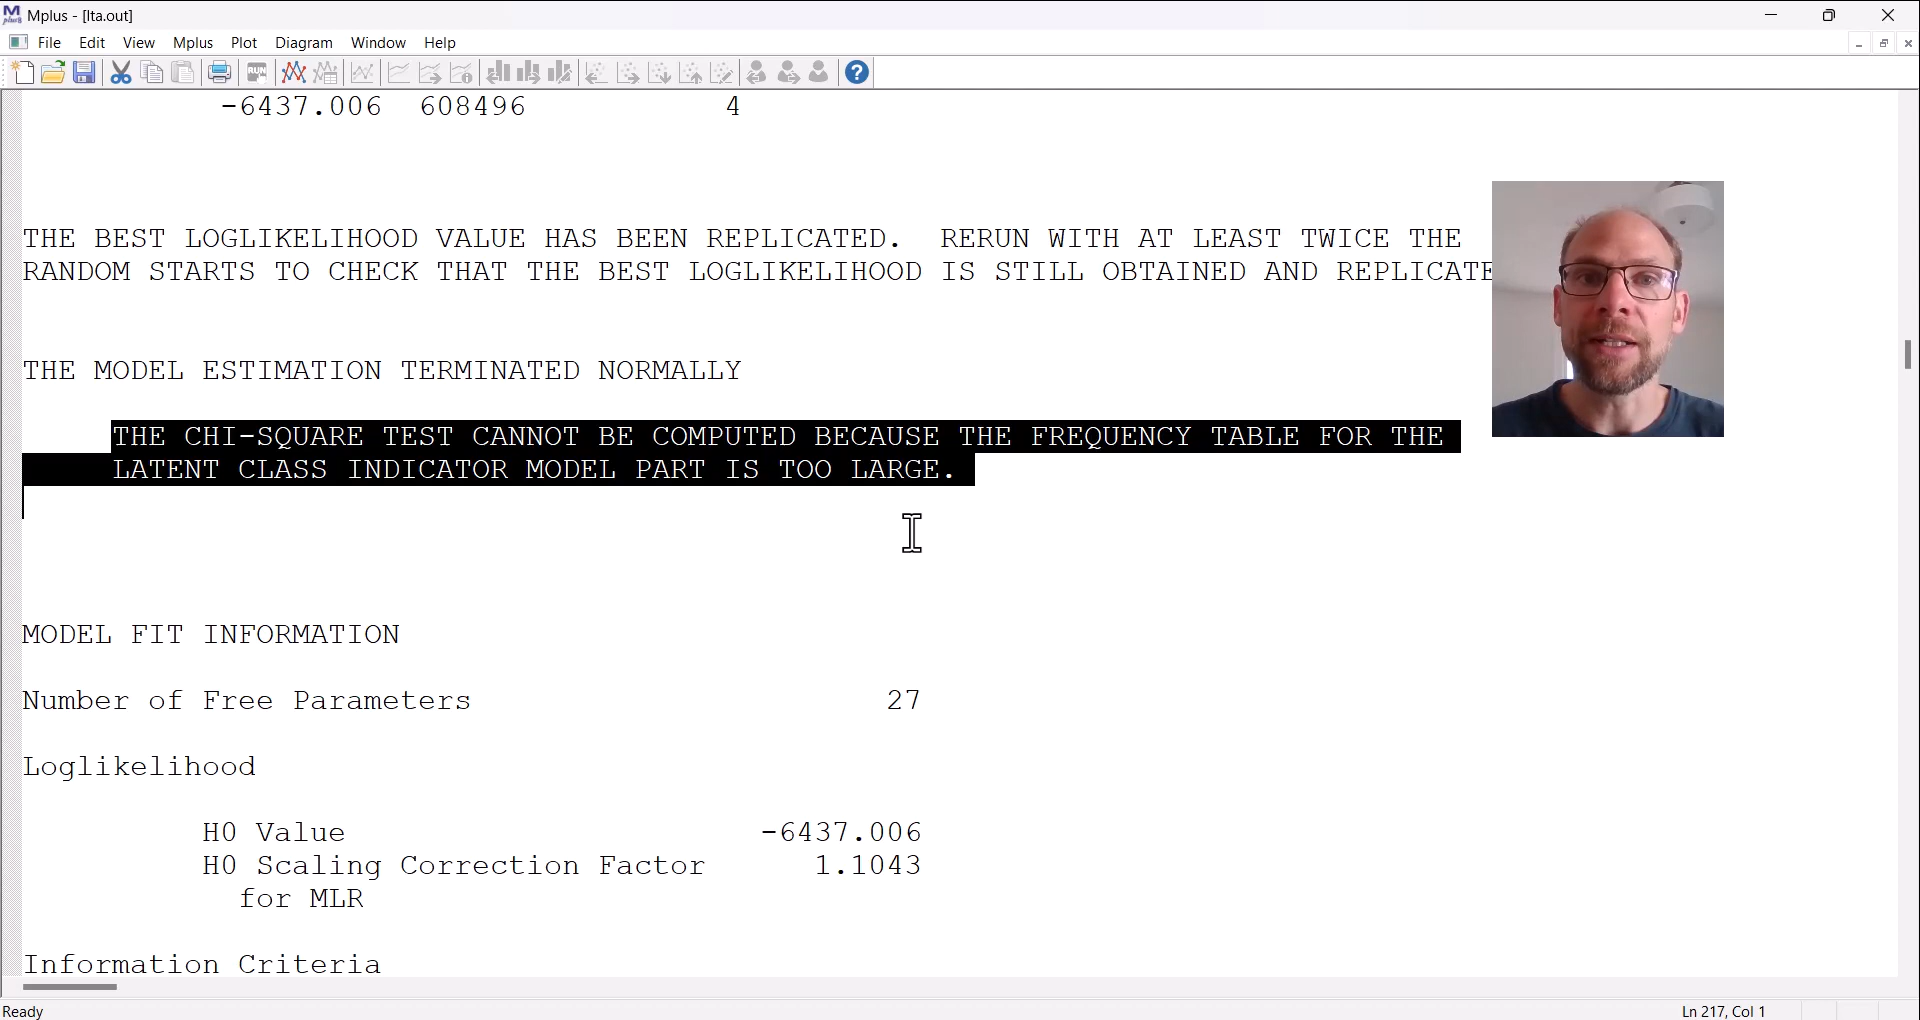 Mplus - [lta.out]
File Edit View Mplus Plot Diagram Window Help
RUN
-6437.006 608496 4
THE BEST LOGLIKELIHOOD VALUE HAS BEEN REPLICATED. RERUN WITH AT LEAST TWICE THE
RANDOM STARTS TO CHECK THAT THE BEST LOGLIKELIHOOD IS STILL OBTAINED AND REPLICATE
THE MODEL ESTIMATION TERMINATED NORMALLY
THE CHI-SQUARE TEST CANNOT BE COMPUTED BECAUSE THE FREQUENCY TABLE FOR THE
LATENT CLASS INDICATOR MODEL PART IS TOO LARGE.
MODEL FIT INFORMATION
Number of Free Parameters 27
Loglikelihood
H0 Value -6437.006
H0 Scaling Correction Factor 1.1043
for MLR
Information Criteria
Ready Ln 217, Col 1